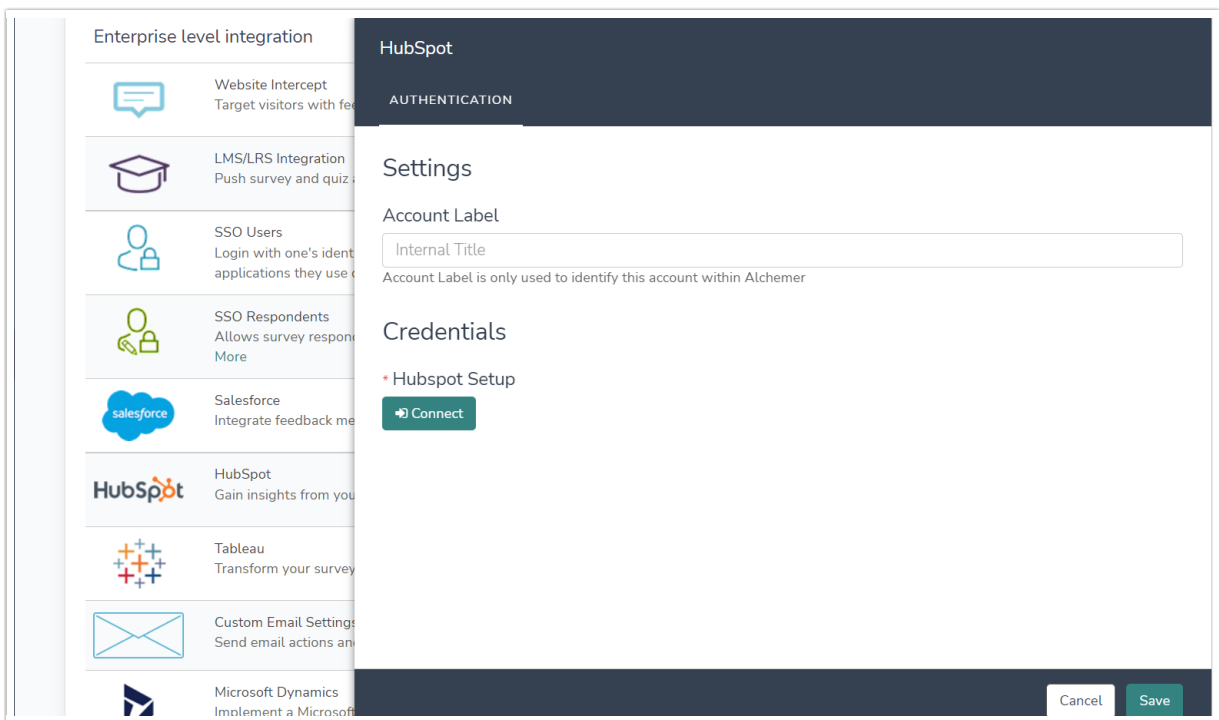 Enterprise level integration
Website Intercept
Target visitors with fee
LMS/LRS Integration
Push survey and quiz
SSO Users
Login with one's ident
applications they use
SSO Respondents
Allows survey respon
More
salesforce
Salesforce
Integrate feedback me
HubSpot
HubSpot
Gain insights from you
Tableau
Transform your survey
Custom Email Settings
Send email actions an
Microsoft Dynamics
Implement a Microsoft
HubSpot
AUTHENTICATION
Settings
Account Label
Internal Title
Account Label is only used to identify this account within Alchemer
Credentials
* Hubspot Setup
Connect
Cancel
Save